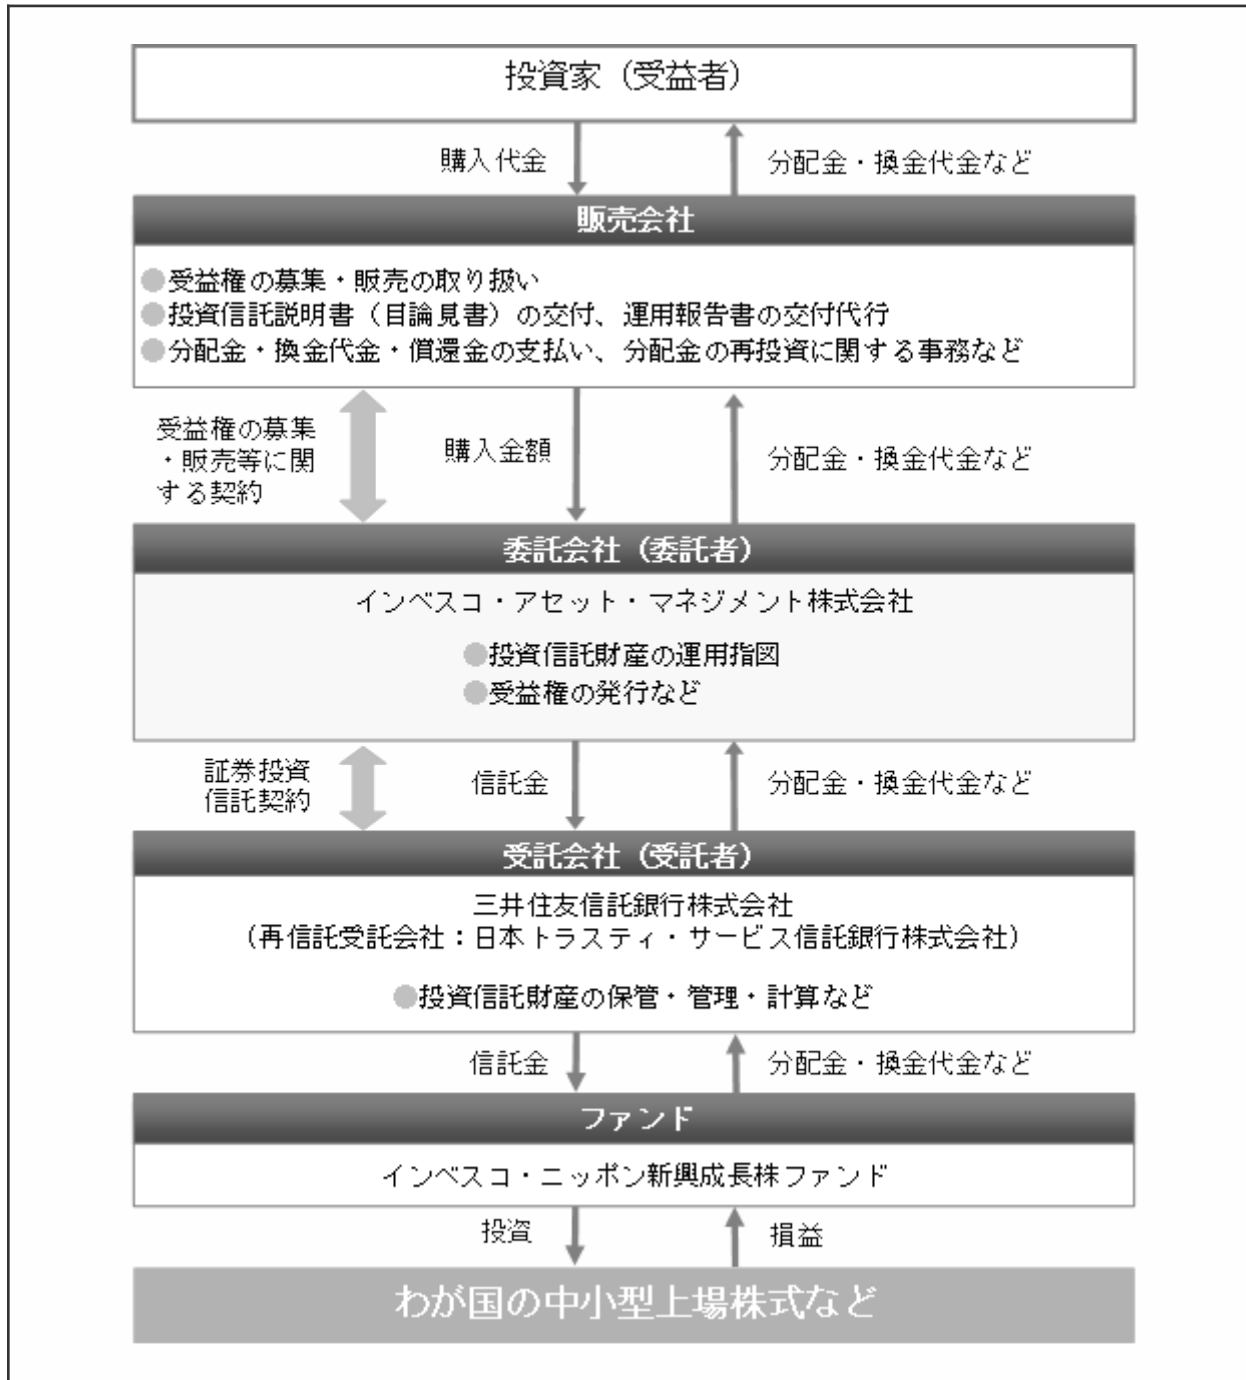 投資家（受益者）
購入代金
分配金・換金代金など
販売会社
●受益権の募集・販売の取り扱い
●投資信託説明書（目論見書）の交付、運用報告書の交付代行
●分配金・換金代金・償還金の支払い、分配金の再投資に関する事務など
受益権の募集
・販売等に関
する契約
購入金額
分配金・換金代金など
委託会社（委託者）
インベスコ・アセット・マネジメント株式会社
●投資信託財産の運用指図
●受益権の発行など
証券投資
信託契約
信託金
分配金・換金代金など
受託会社（受託者）
三井住友信託銀行株式会社
（再信託受託会社：日本トラスティ・サービス信託銀行株式会社）
●投資信託財産の保管・管理・計算など
信託金
分配金・換金代金など
ファンド
インベスコ・ニッポン新興成長株ファンド
投資
損益
わが国の中小型上場株式など